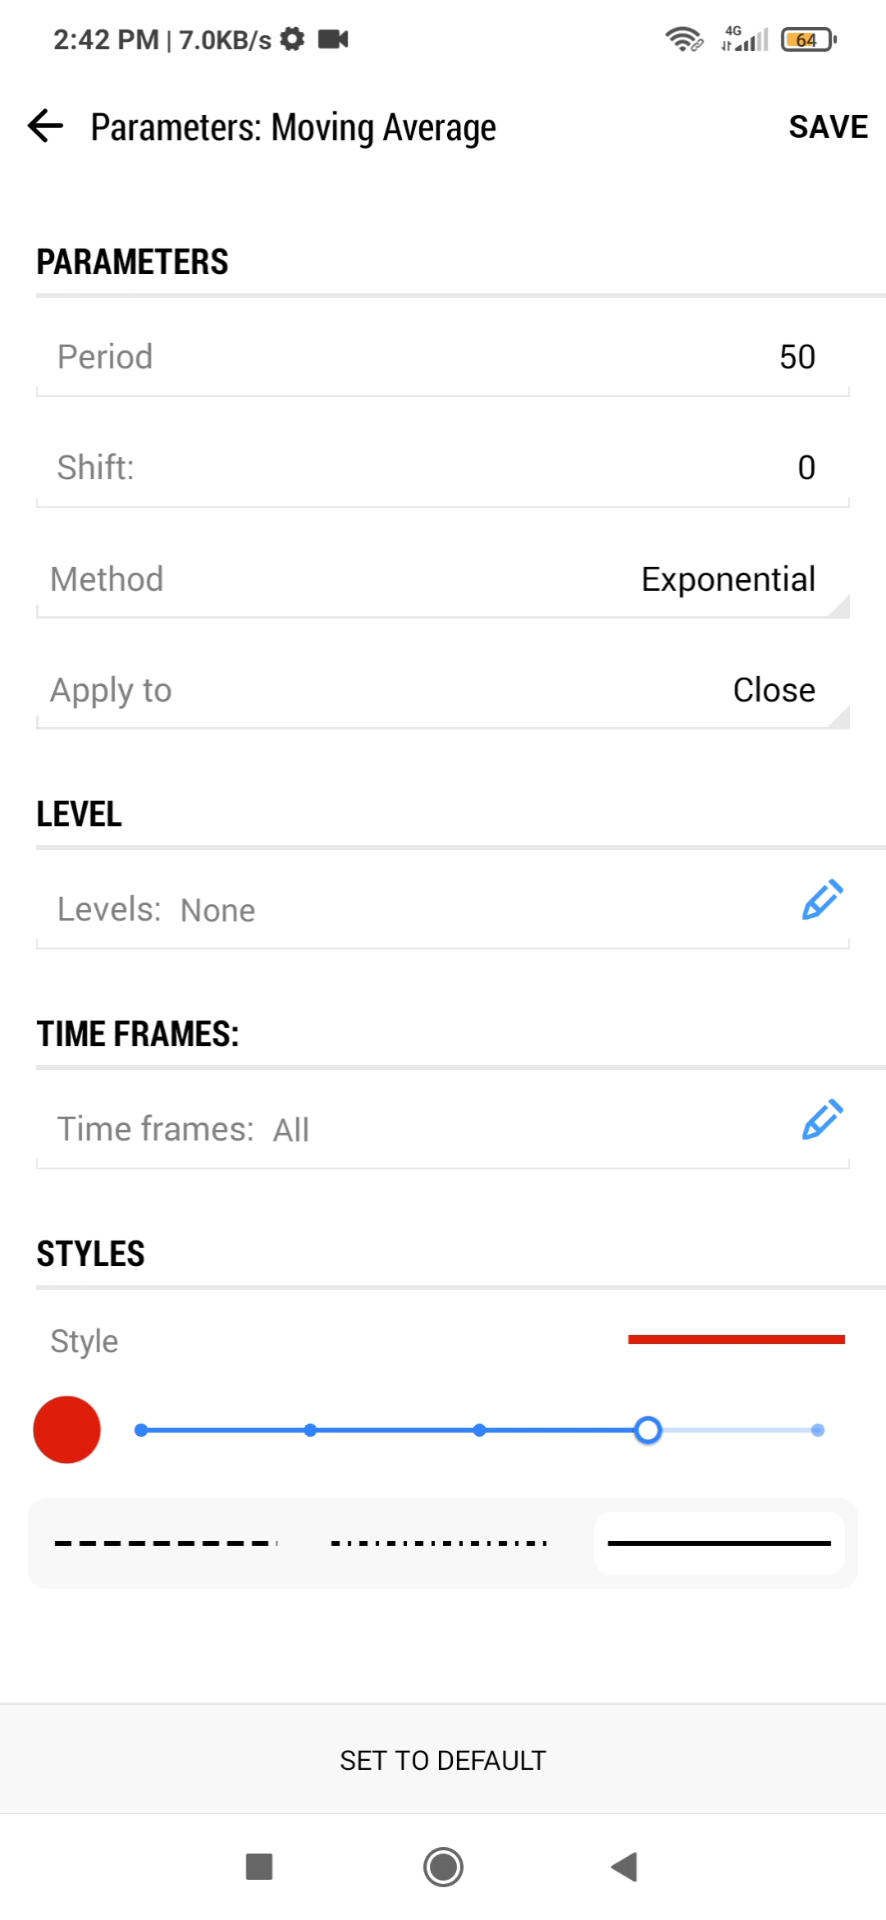 2:42 PM | 7.0KB/s 4G 64
Parameters: Moving Average SAVE
PARAMETERS
Period 50
Shift: 0
Method Exponential
Apply to Close
LEVEL
Levels: None
TIME FRAMES:
Time frames: All
STYLES
Style
SET TO DEFAULT